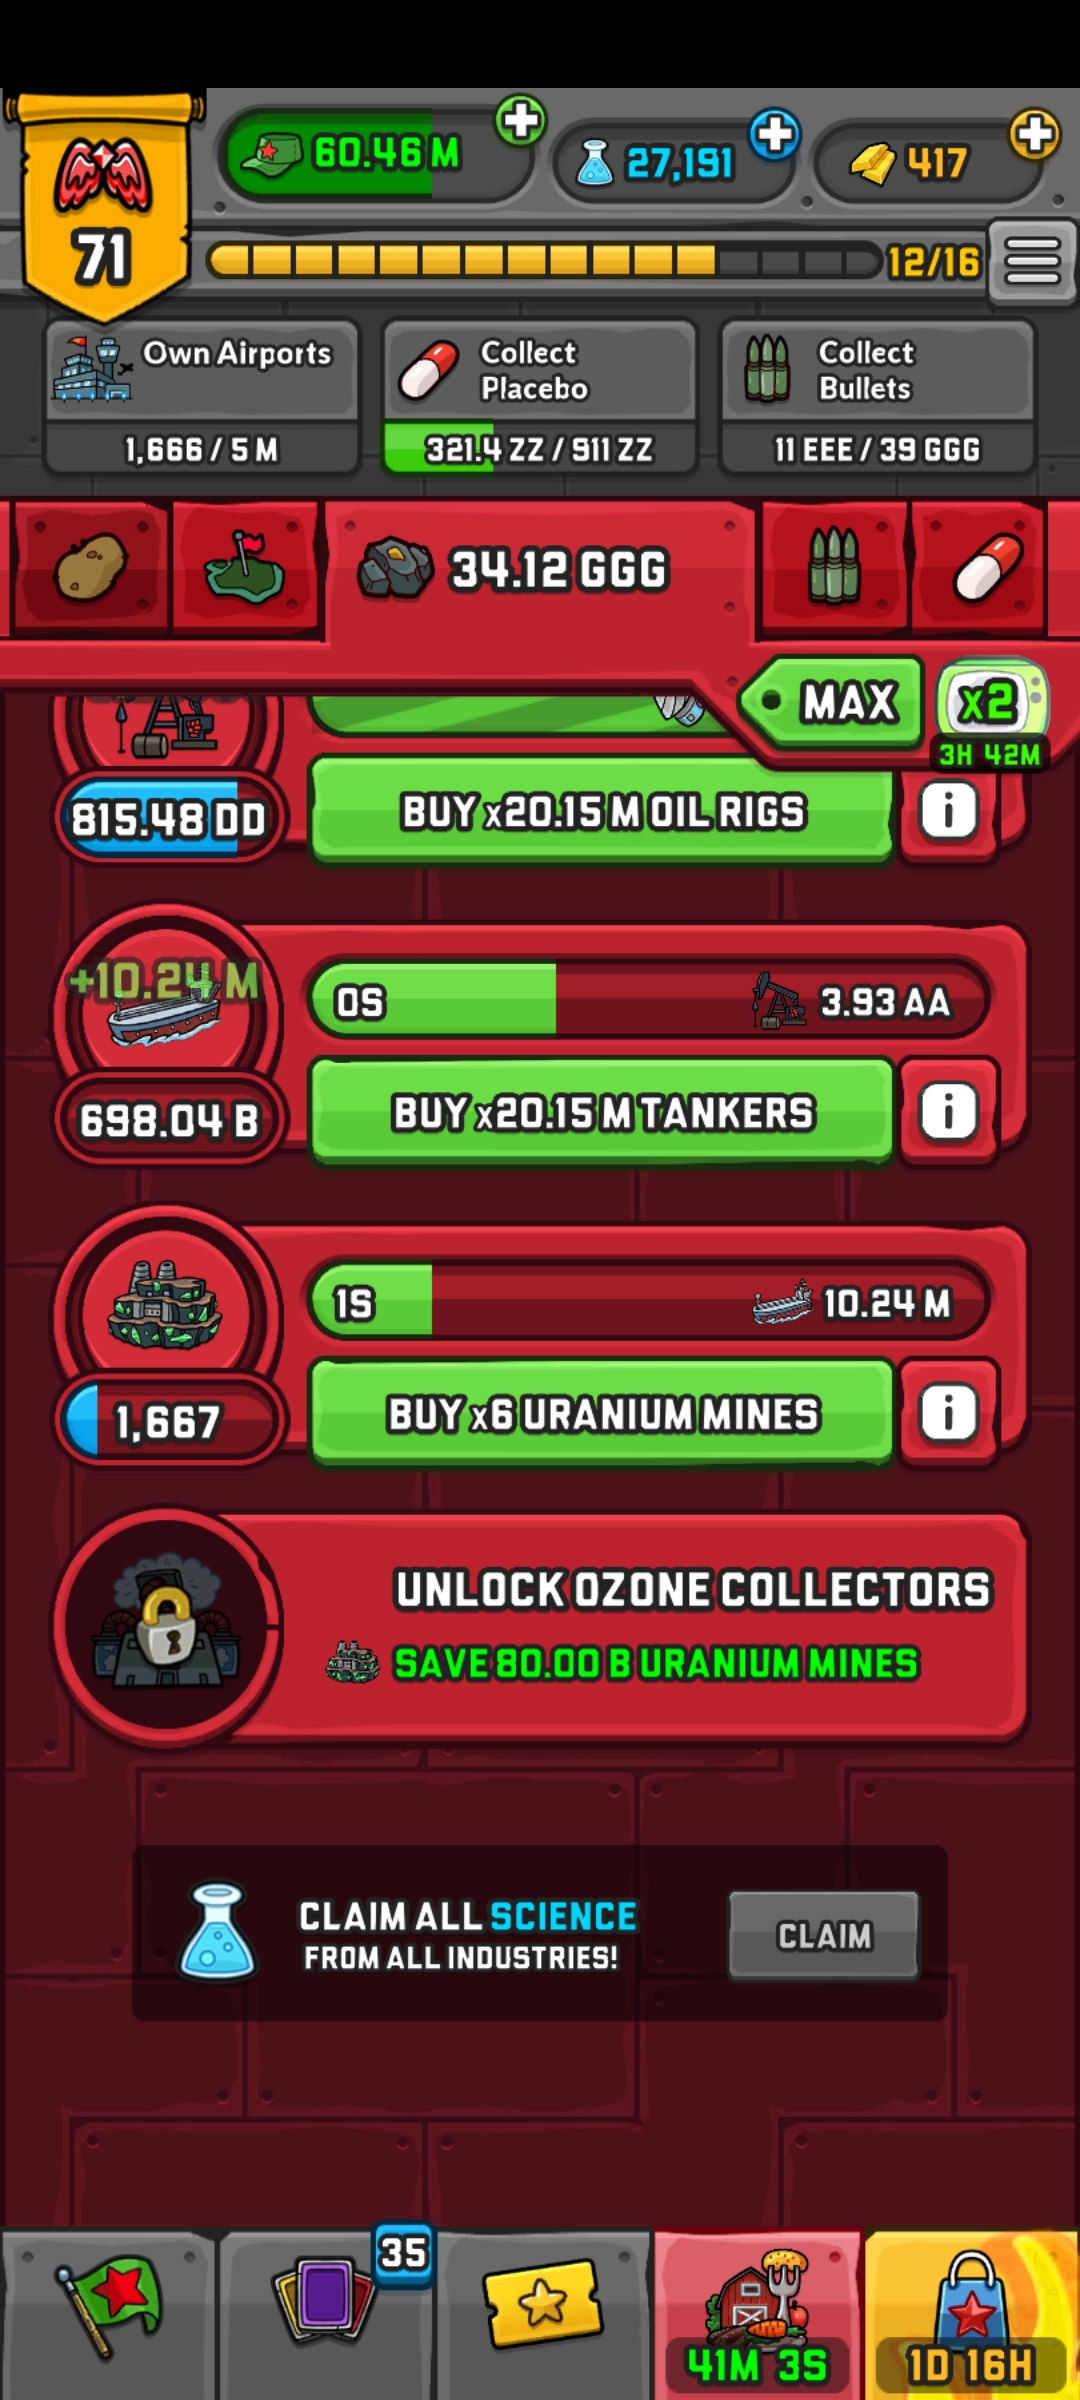 60.46 M
27,191
417
71
12/16
Own Airports
1,666 / 5 M
Collect
Placebo
321.4 ZZ / 911 ZZ
Collect
Bullets
11 EEE / 39 GGG
34.12 GGG
MAX
x2
3H 42M
815.48 DD
BUY x20.15 M OIL RIGS
i
+10.24 M
0S
3.93 AA
698.04 B
BUY x20.15 M TANKERS
i
1S
10.24 M
1,667
BUY x6 URANIUM MINES
i
UNLOCK OZONE COLLECTORS
SAVE 80.00 B URANIUM MINES
CLAIM ALL SCIENCE
FROM ALL INDUSTRIES!
CLAIM
35
41M 3S
1D 16H